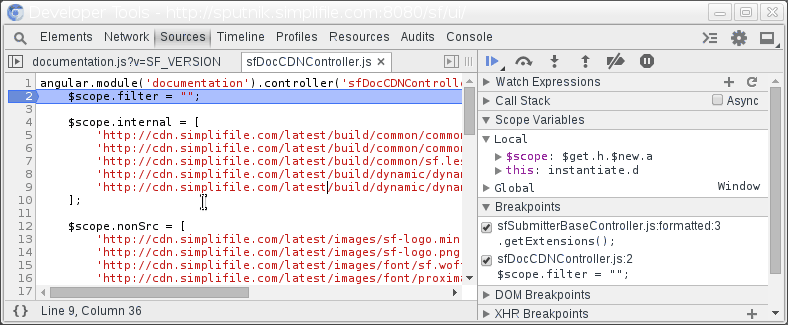 Developer Tools - http://sputnik.simplifile.com:8080/sf/ui/
Elements Network Sources Timeline Profiles Resources Audits Console
documentation.js?v=SF_VERSION sfDocCDNController.js ×
1 angular.module('documentation').controller('sfDocCDNControlle
2 $scope.filter = "";
3
4 $scope.internal = [
5 'http://cdn.simplifile.com/latest/build/common/common
6 'http://cdn.simplifile.com/latest/build/common/common
7 'http://cdn.simplifile.com/latest/build/common/sf.les
8 'http://cdn.simplifile.com/latest/build/dynamic/dyna
9 'http://cdn.simplifile.com/latest/build/dynamic/dyna
10 ];
11
12 $scope.nonSrc = [
13 'http://cdn.simplifile.com/latest/images/sf-logo.min
14 'http://cdn.simplifile.com/latest/images/sf-logo.png
15 'http://cdn.simplifile.com/latest/font/sf.woff
16 'http://cdn.simplifile.com/latest/font/proxima
17
{} Line 9, Column 36
Watch Expressions
Call Stack Async
Scope Variables
Local
$scope: $get.h.$new.a
this: instantiate.d
Global Window
Breakpoints
sfSubmitterBaseController.js:formatted:3
.getExtensions();
sfDocCDNController.js:2
$scope.filter = "";
DOM Breakpoints
XHR Breakpoints